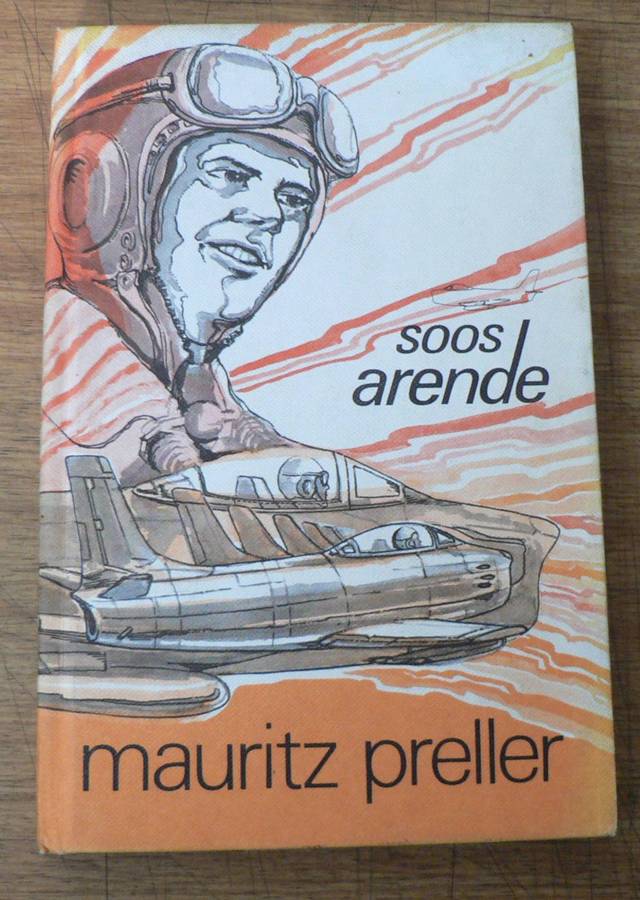 soos
arende
mauritz preller